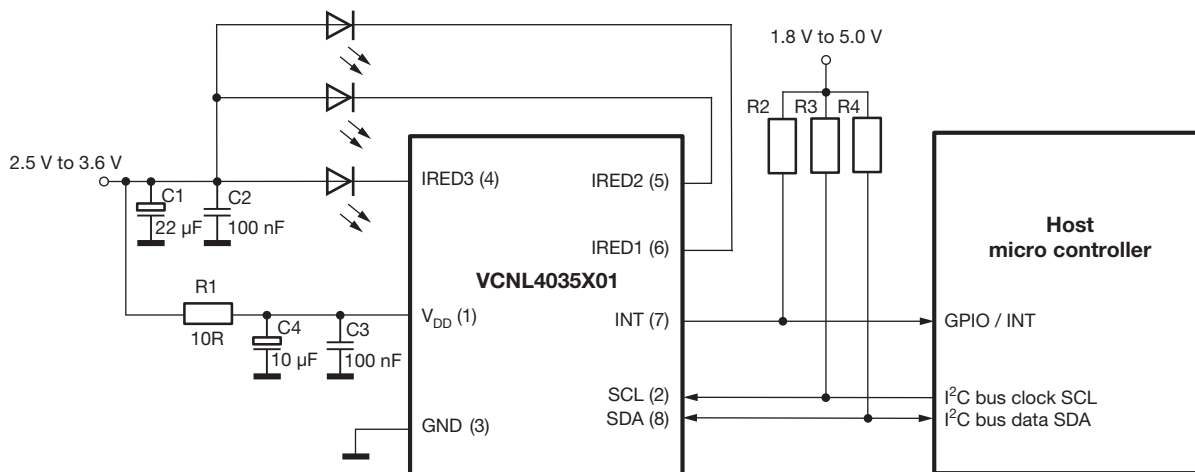 1.8 V to 5.0 V
R2
R3
R4
2.5 V to 3.6 V
C1
22 µF
C2
100 nF
IRED3 (4)
IRED2 (5)
IRED1 (6)
Host
micro controller
VCNL4035X01
R1
10R
C4
10 µF
C3
100 nF
VDD (1)
INT (7)
GPIO / INT
SCL (2)
I²C bus clock SCL
GND (3)
SDA (8)
I²C bus data SDA